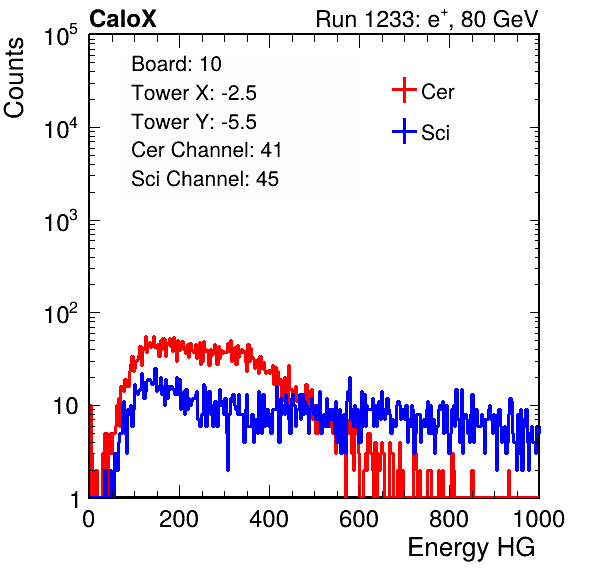 CaloX Run 1233: e⁺, 80 GeV
Board: 10
Tower X: -2.5
Tower Y: -5.5
Cer Channel: 41
Sci Channel: 45
Cer
Sci
Counts
10⁵
10⁴
10³
10²
10
1
0 200 400 600 800 1000
Energy HG